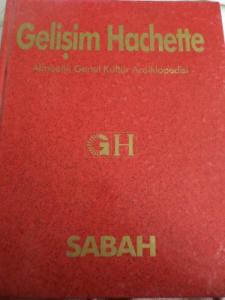 Gelişim Hachette
Alfabetik Genel Kültür Ansiklopedisi
GH
SABAH